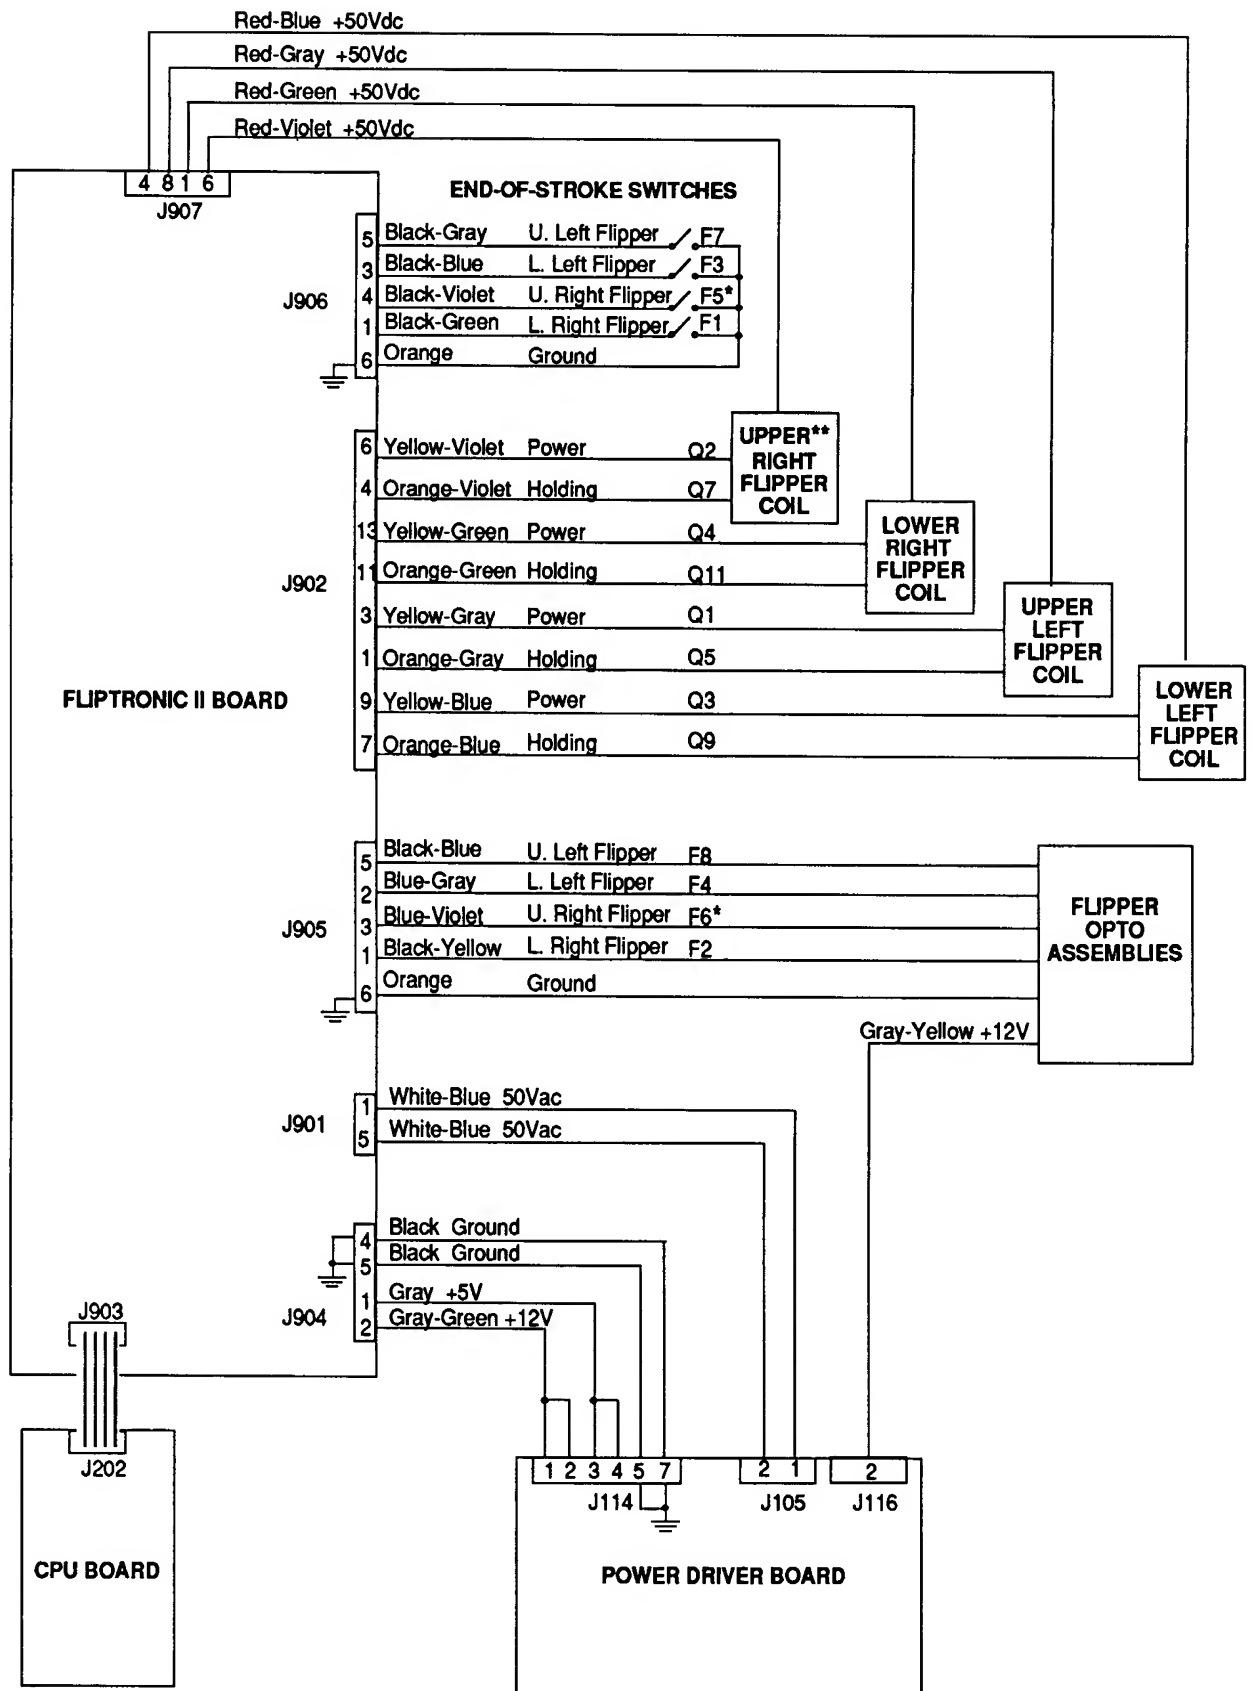 Red-Blue +50Vdc
Red-Gray +50Vdc
Red-Green +50Vdc
Red-Violet +50Vdc
4 8 1 6
J907
END-OF-STROKE SWITCHES
5 Black-Gray U. Left Flipper F7
3 Black-Blue L. Left Flipper F3
4 Black-Violet U. Right Flipper F5*
1 Black-Green L. Right Flipper F1
6 Orange Ground
J906
6 Yellow-Violet Power Q2
4 Orange-Violet Holding Q7
13 Yellow-Green Power Q4
11 Orange-Green Holding Q11
3 Yellow-Gray Power Q1
1 Orange-Gray Holding Q5
9 Yellow-Blue Power Q3
7 Orange-Blue Holding Q9
J902
UPPER**
RIGHT
FLIPPER
COIL
LOWER
RIGHT
FLIPPER
COIL
UPPER
LEFT
FLIPPER
COIL
LOWER
LEFT
FLIPPER
COIL
FLIPTRONIC II BOARD
5 Black-Blue U. Left Flipper F8
2 Blue-Gray L. Left Flipper F4
3 Blue-Violet U. Right Flipper F6*
1 Black-Yellow L. Right Flipper F2
6 Orange Ground
J905
FLIPPER
OPTO
ASSEMBLIES
Gray-Yellow +12V
1 White-Blue 50Vac
5 White-Blue 50Vac
J901
4 Black Ground
5 Black Ground
1 Gray +5V
2 Gray-Green +12V
J904
J903
J202
CPU BOARD
1 2 3 4 5 7
J114
2 1
J105
2
J116
POWER DRIVER BOARD